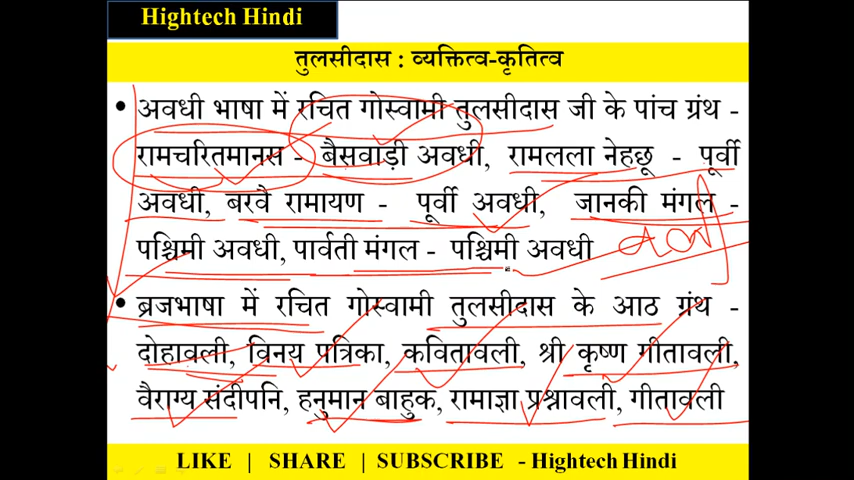 Hightech Hindi
तुलसीदास : व्यक्तित्व-कृतित्व
• अवधी भाषा में रचित गोस्वामी तुलसीदास जी के पांच ग्रंथ -
रामचरितमानस - बैसवाड़ी अवधी, रामलला नेहछू - पूर्वी
अवधी, बरवै रामायण - पूर्वी अवधी, जानकी मंगल -
पश्चिमी अवधी, पार्वती मंगल - पश्चिमी अवधी
• ब्रजभाषा में रचित गोस्वामी तुलसीदास के आठ ग्रंथ -
दोहावली, विनय पत्रिका, कवितावली, श्री कृष्ण गीतावली,
वैराग्य संदीपनि, हनुमान बाहुक, रामाज्ञा प्रश्नावली, गीतावली
LIKE | SHARE | SUBSCRIBE - Hightech Hindi